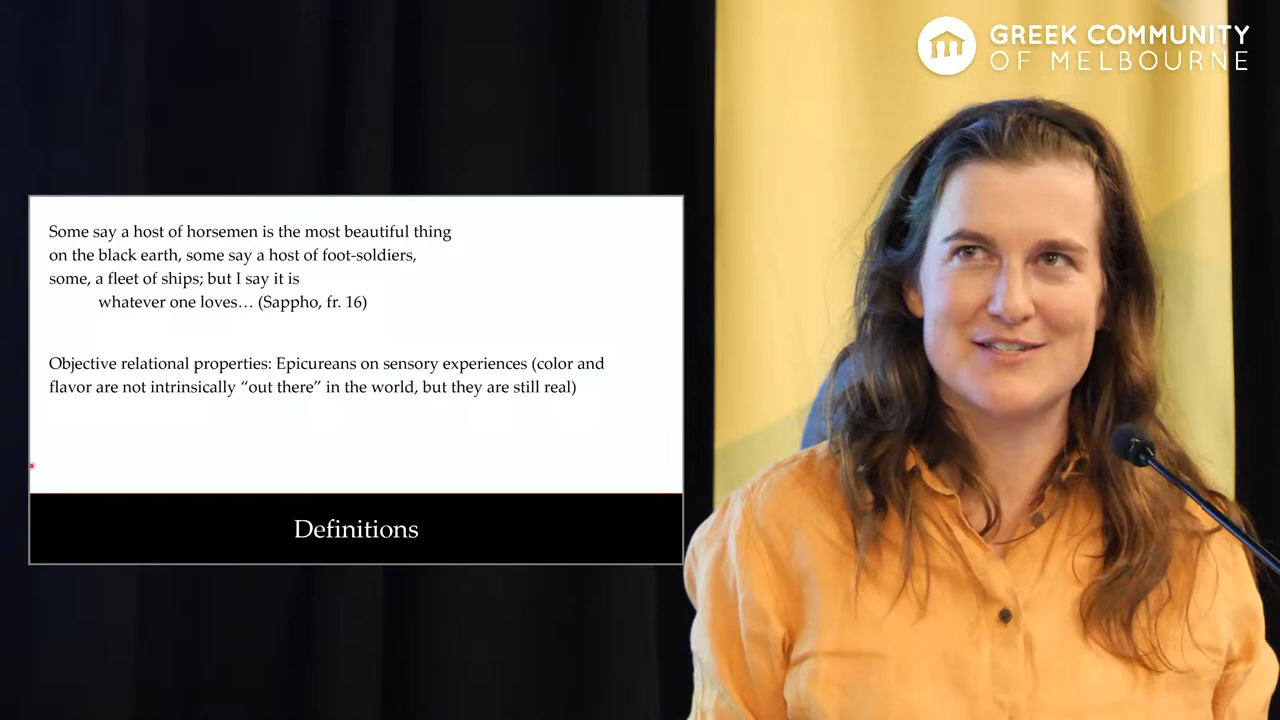 GREEK COMMUNITY
OF MELBOURNE
Some say a host of horsemen is the most beautiful thing
on the black earth, some say a host of foot-soldiers,
some, a fleet of ships; but I say it is
whatever one loves… (Sappho, fr. 16)
Objective relational properties: Epicureans on sensory experiences (color and
flavor are not intrinsically “out there” in the world, but they are still real)
Definitions